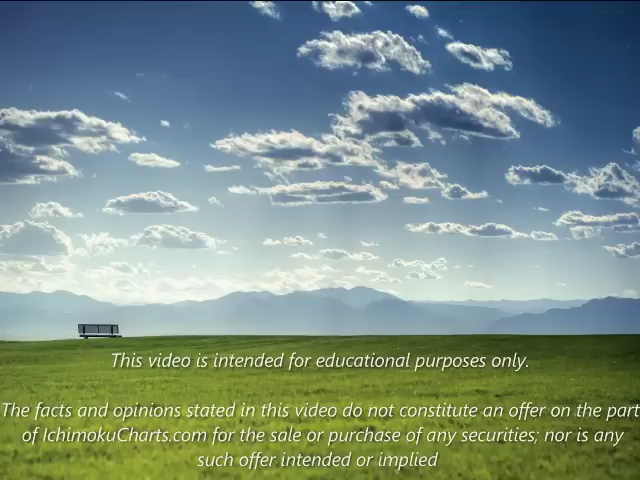 This video is intended for educational purposes only.
The facts and opinions stated in this video do not constitute an offer on the part
of IchimokuCharts.com for the sale or purchase of any securities; nor is any
such offer intended or implied